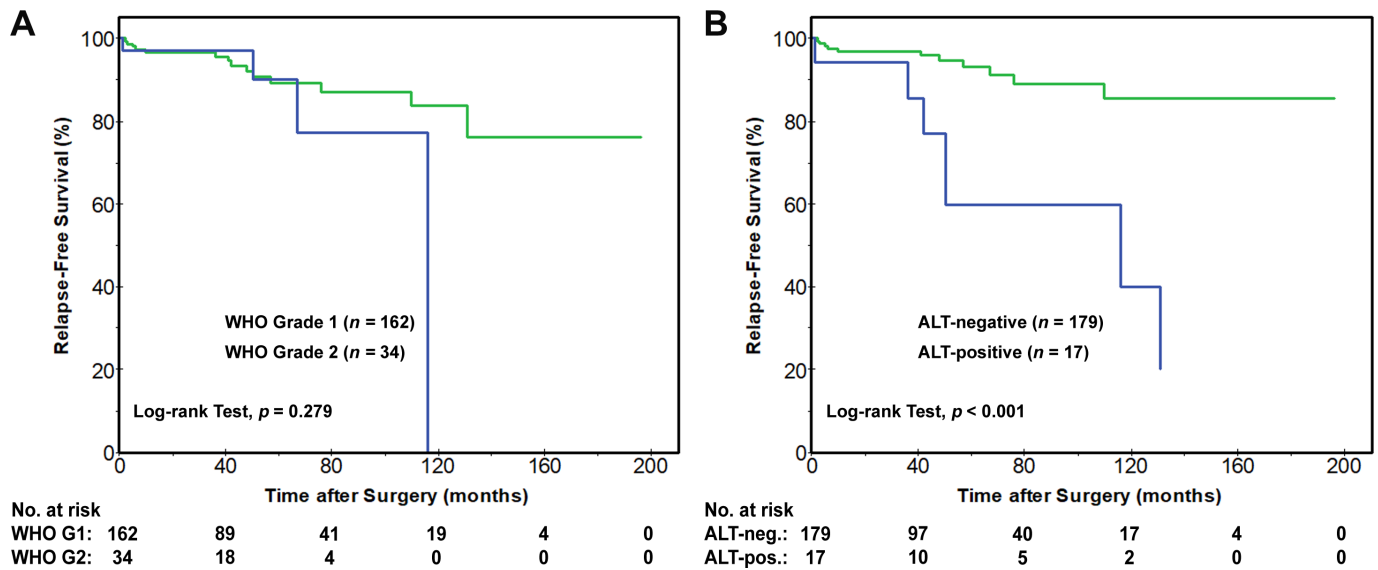 A
100
80
60
40
20
0
Relapse-Free Survival (%)
WHO Grade 1 (n = 162)
WHO Grade 2 (n = 34)
Log-rank Test, p = 0.279
0 40 80 120 160 200
Time after Surgery (months)
No. at risk
WHO G1: 162 89 41 19 4 0
WHO G2: 34 18 4 0 0 0
B
100
80
60
40
20
0
Relapse-Free Survival (%)
ALT-negative (n = 179)
ALT-positive (n = 17)
Log-rank Test, p < 0.001
0 40 80 120 160 200
Time after Surgery (months)
No. at risk
ALT-neg.: 179 97 40 17 4 0
ALT-pos.: 17 10 5 2 0 0